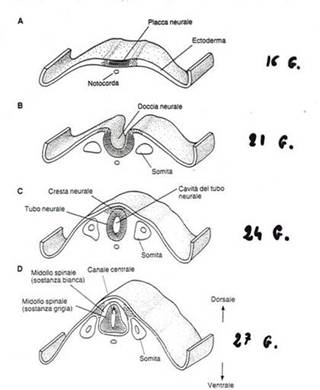 A
Placca neurale
Ectoderma
Notocorda
16 G.
B
Doccia neurale
Somita
21 G.
C
Cresta neurale
Cavità del tubo
neurale
Tubo neurale
Somita
24 G.
D
Midollo spinale
(sostanza bianca)
Canale centrale
Midollo spinale
(sostanza grigia)
Somita
Dorsale
27 G.
Ventrale